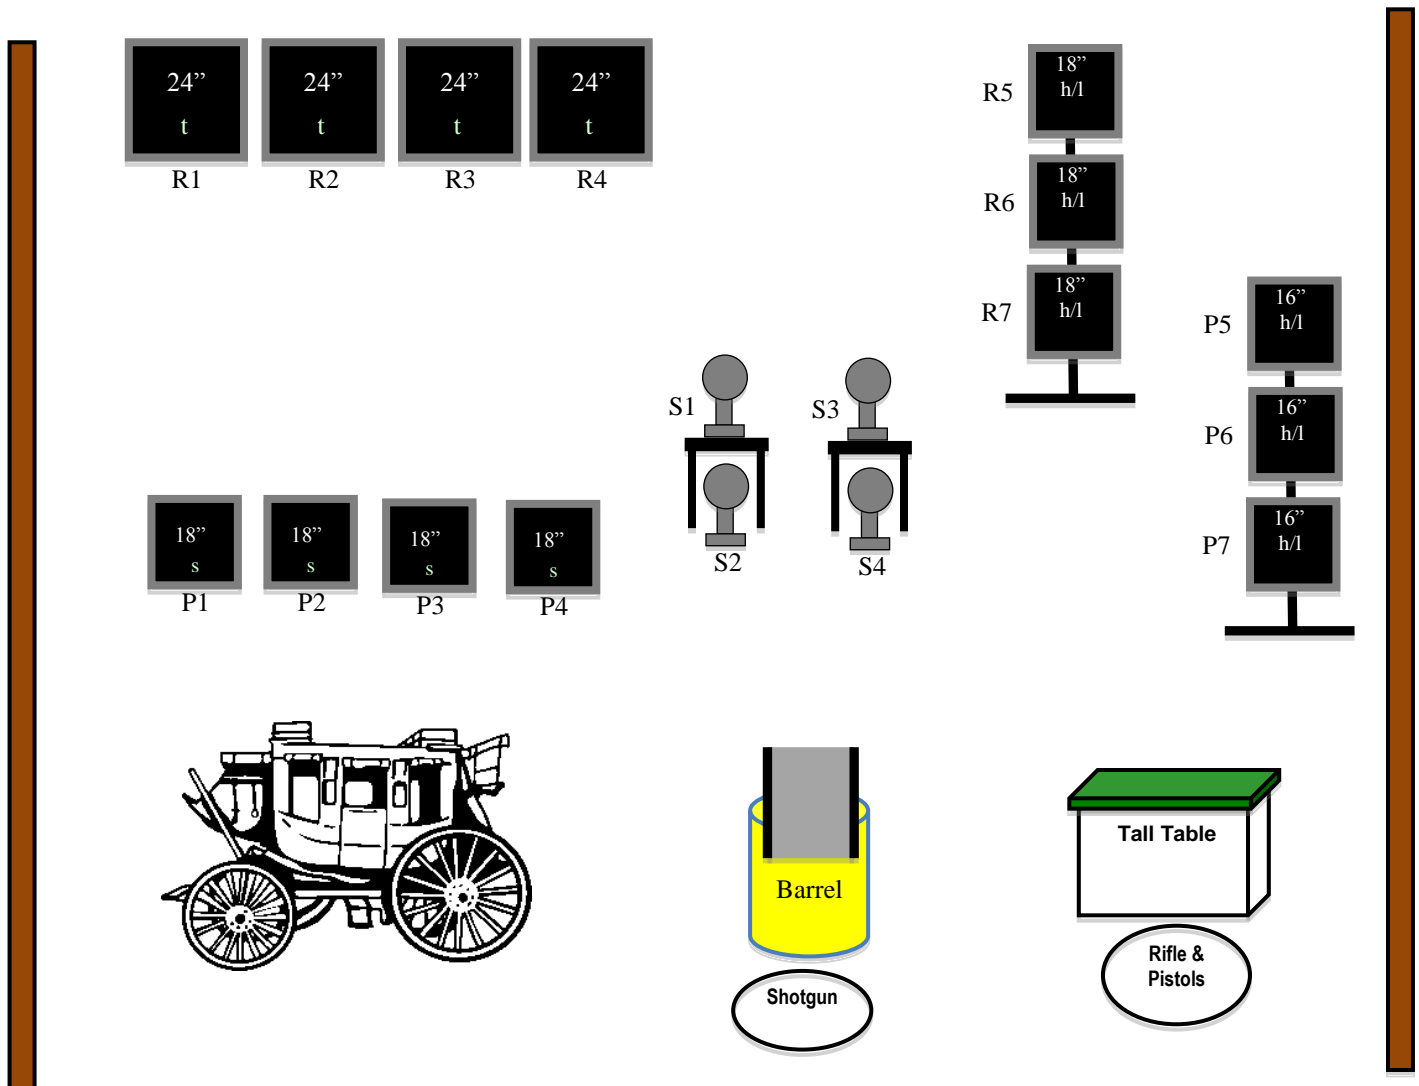 24”
t
R1
24”
t
R2
24”
t
R3
24”
t
R4
R5
18”
h/l
R6
18”
h/l
R7
18”
h/l
P5
16”
h/l
P6
16”
h/l
P7
16”
h/l
S1
S3
S2
S4
18”
s
P1
18”
s
P2
18”
s
P3
18”
s
P4
Barrel
Shotgun
Tall Table
Rifle &
Pistols